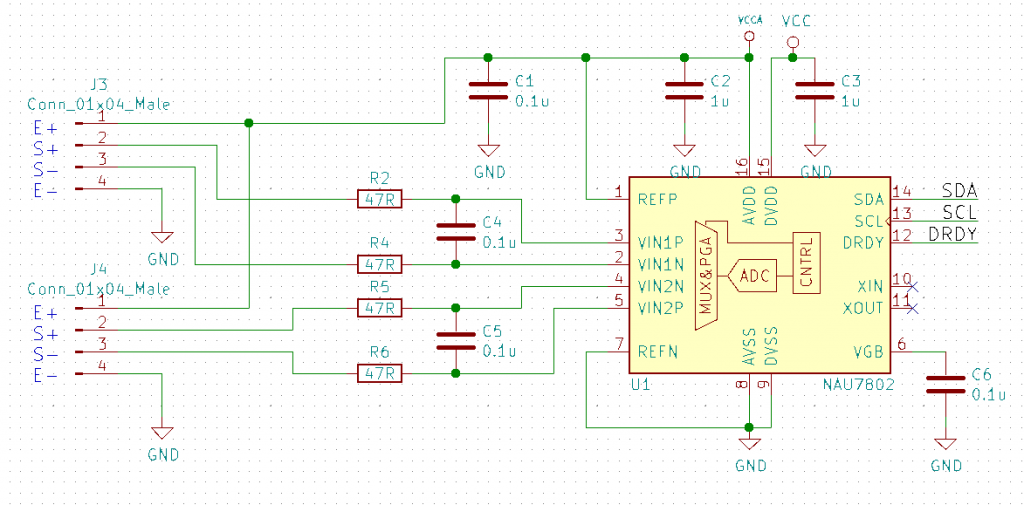 VCCA VCC
J3
Conn_01x04_Male
E+ 1
S+ 2
S- 3
E- 4
GND
C1
0.1u
GND
C2
1u
GND
C3
1u
GND
R2
47R
C4
0.1u
R4
47R
J4
Conn_01x04_Male
E+ 1
S+ 2
S- 3
E- 4
GND
R5
47R
C5
0.1u
R6
47R
16 15
AVDD DVDD
1 REFP
3 VIN1P
2 VIN1N
4 VIN2N
5 VIN2P
7 REFN
MUX&PGA
ADC
CNTRL
SDA 14 SDA
SCL 13 SCL
DRDY 12 DRDY
XIN 10
XOUT 11
VGB 6
AVSS DVSS
8 9
U1
NAU7802
GND
C6
0.1u
GND